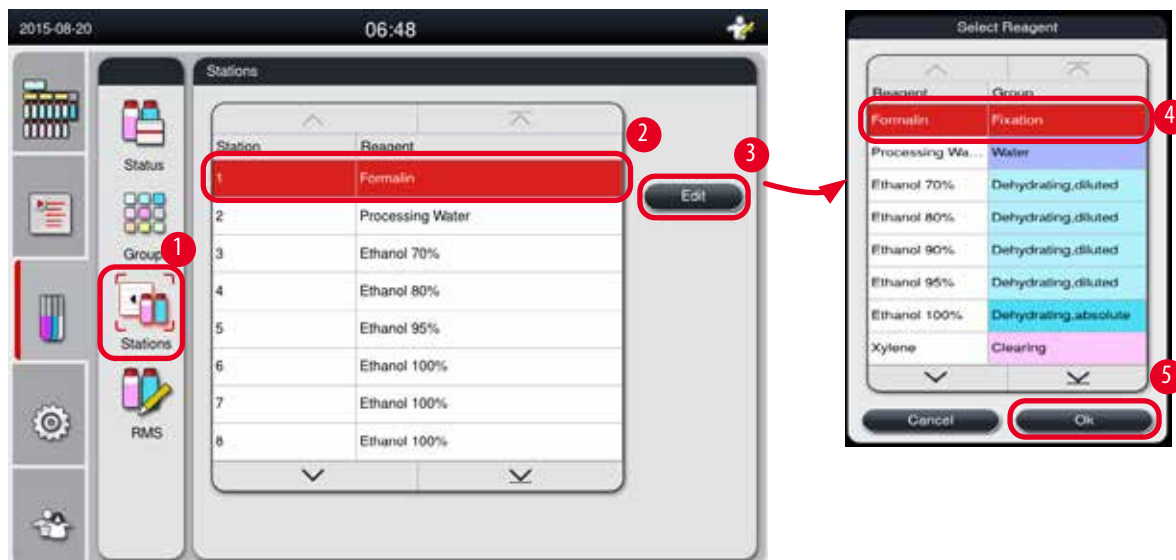 2015-08-20 06:48
Stations
Status
Group
Stations
RMS
Station Reagent
1 Formalin
2 Processing Water
3 Ethanol 70%
4 Ethanol 80%
5 Ethanol 95%
6 Ethanol 100%
7 Ethanol 100%
8 Ethanol 100%
Edit
1
2
3
Select Reagent
Reagent Group
Formalin Fixation
Processing Wa... Water
Ethanol 70% Dehydrating,diluted
Ethanol 80% Dehydrating,diluted
Ethanol 90% Dehydrating,diluted
Ethanol 95% Dehydrating,diluted
Ethanol 100% Dehydrating,absolute
Xylene Clearing
Cancel Ok
4
5